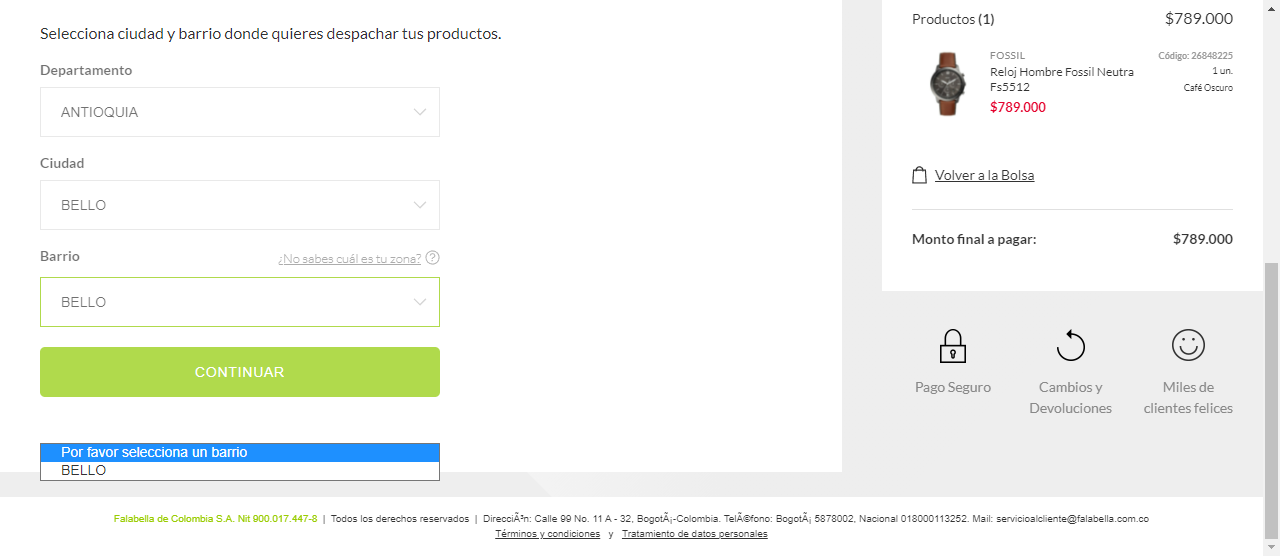 Selecciona ciudad y barrio donde quieres despachar tus productos.
Departamento
ANTIOQUIA
Ciudad
BELLO
Barrio
¿No sabes cuál es tu zona? ?
BELLO
CONTINUAR
Por favor selecciona un barrio
BELLO
Productos (1) $789.000
FOSSIL Código: 26848225
Reloj Hombre Fossil Neutra 1 un.
Fs5512 Café Oscuro
$789.000
Volver a la Bolsa
Monto final a pagar: $789.000
Pago Seguro
Cambios y
Devoluciones
Miles de
clientes felices
Falabella de Colombia S.A. Nit 900.017.447-8 | Todos los derechos reservados | DirecciÃ³n: Calle 99 No. 11 A - 32, BogotÃ¡-Colombia. TelÃ©fono: BogotÃ¡ 5878002, Nacional 018000113252. Mail: servicioalcliente@falabella.com.co
Términos y condiciones y Tratamiento de datos personales